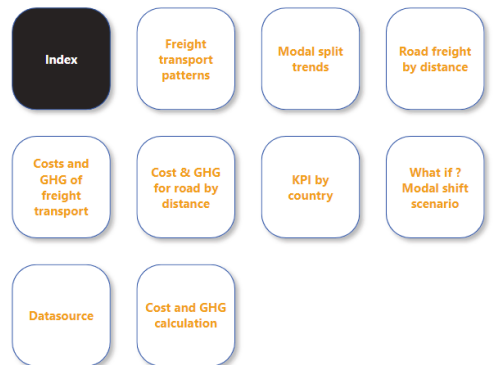 Index
Freight
transport
patterns
Modal split
trends
Road freight
by distance
Costs and
GHG of
freight
transport
Cost & GHG
for road by
distance
KPI by
country
What if ?
Modal shift
scenario
Datasource
Cost and GHG
calculation